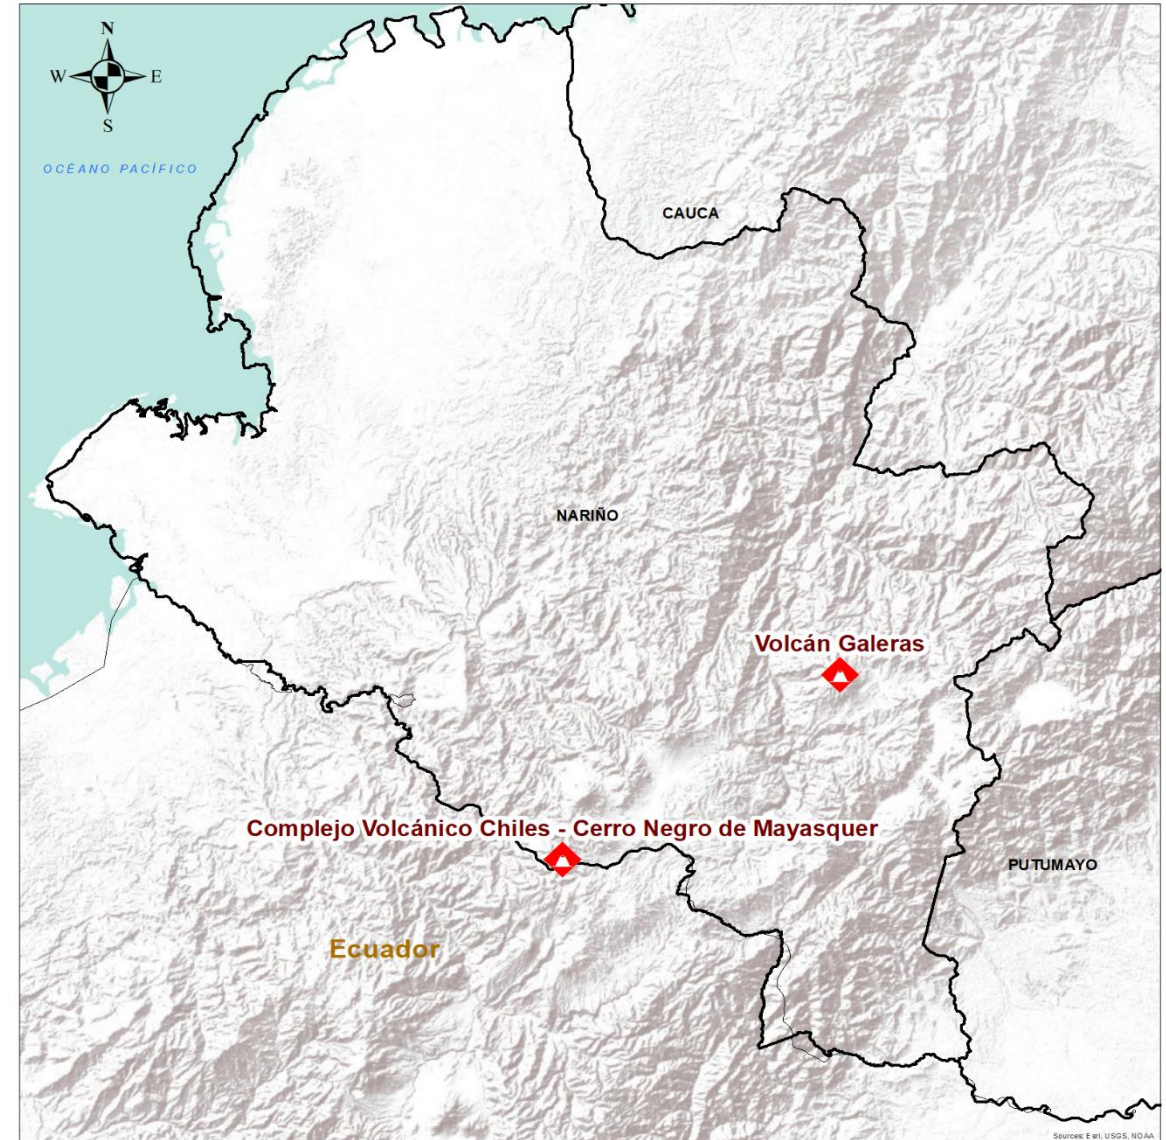 N
W E
S
OCÉANO PACÍFICO
CAUCA
NARIÑO
Volcán Galeras
Complejo Volcánico Chiles - Cerro Negro de Mayasquer
PUTUMAYO
Ecuador
Sources: Esri, USGS, NOAA